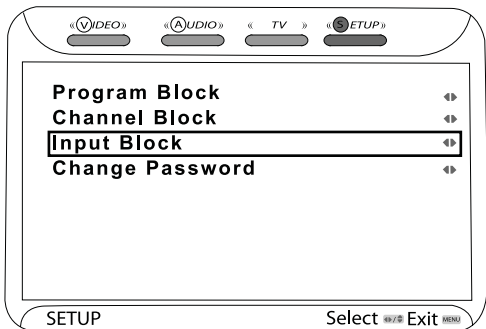 «VIDEO» «AUDIO» « TV » «SETUP»
Program Block
Channel Block
Input Block
Change Password
SETUP Select / Exit MENU